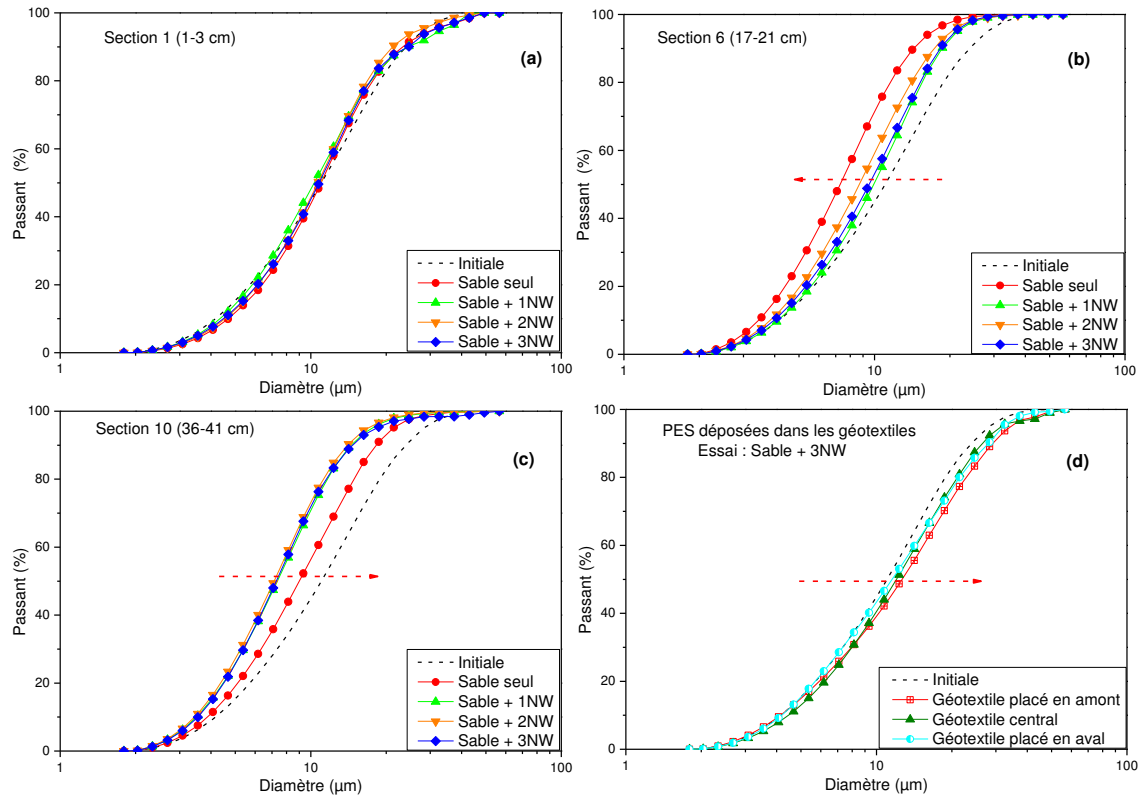 Section 1 (1-3 cm)
(a)
Passant (%)
100
80
60
40
20
0
Initiale
Sable seul
Sable + 1NW
Sable + 2NW
Sable + 3NW
1
10
100
Diamètre (µm)
Section 6 (17-21 cm)
(b)
Passant (%)
100
80
60
40
20
0
Initiale
Sable seul
Sable + 1NW
Sable + 2NW
Sable + 3NW
1
10
100
Diamètre (µm)
Section 10 (36-41 cm)
(c)
Passant (%)
100
80
60
40
20
0
Initiale
Sable seul
Sable + 1NW
Sable + 2NW
Sable + 3NW
1
10
100
Diamètre (µm)
PES déposées dans les géotextiles
Essai : Sable + 3NW
(d)
Passant (%)
100
80
60
40
20
0
Initiale
Géotextile placé en amont
Géotextile central
Géotextile placé en aval
1
10
100
Diamètre (µm)